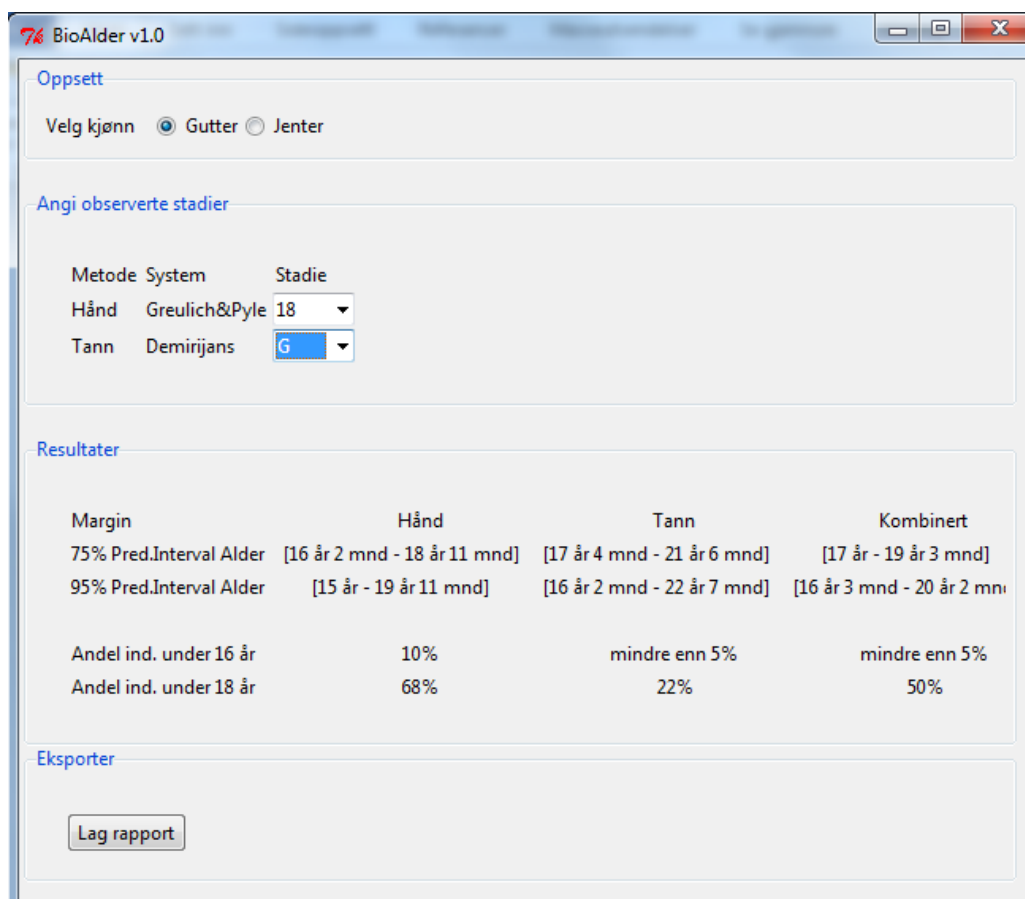 BioAlder v1.0
Oppsett
Velg kjønn Gutter Jenter
Angi observerte stadier
Metode System Stadie
Hånd Greulich&Pyle 18
Tann Demirijans G
Resultater
Margin Hånd Tann Kombinert
75% Pred.Interval Alder [16 år 2 mnd - 18 år 11 mnd] [17 år 4 mnd - 21 år 6 mnd] [17 år - 19 år 3 mnd]
95% Pred.Interval Alder [15 år - 19 år 11 mnd] [16 år 2 mnd - 22 år 7 mnd] [16 år 3 mnd - 20 år 2 mn
Andel ind. under 16 år 10% mindre enn 5% mindre enn 5%
Andel ind. under 18 år 68% 22% 50%
Eksporter
Lag rapport